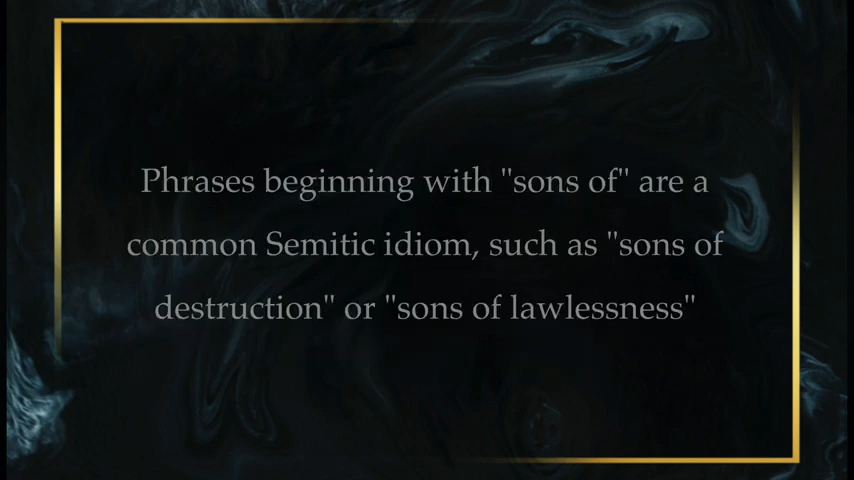 Phrases beginning with "sons of" are a
common Semitic idiom, such as "sons of
destruction" or "sons of lawlessness"